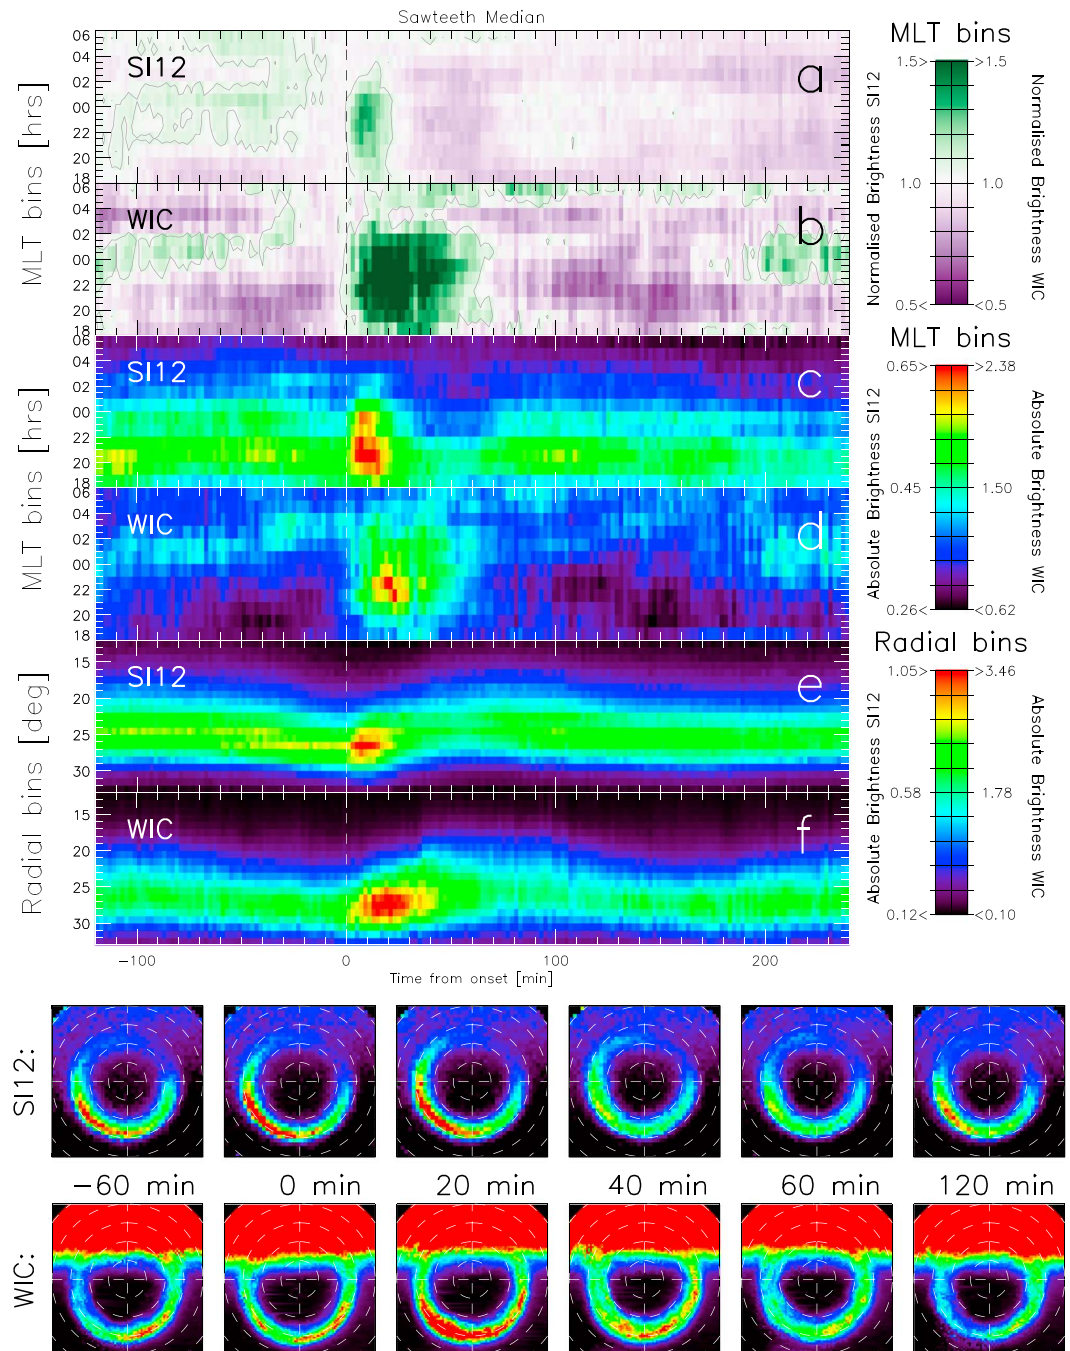 Sawteeth Median
MLT bins [hrs]
06
04
02
00
22
20
18
SI12
a
MLT bins
1.5>
>1.5
1.0
1.0
0.5<
<0.5
Normalised Brightness SI12
Normalised Brightness WIC
06
04
02
00
22
20
18
WIC
b
MLT bins [hrs]
06
04
02
00
22
20
18
SI12
c
MLT bins
0.65>
>2.38
0.45
1.50
0.26<
<0.62
Absolute Brightness SI12
Absolute Brightness WIC
06
04
02
00
22
20
18
WIC
d
Radial bins [deg]
15
20
25
30
SI12
e
Radial bins
1.05>
>3.46
0.58
1.78
0.12<
<0.10
Absolute Brightness SI12
Absolute Brightness WIC
15
20
25
30
WIC
f
−100
0
100
200
Time from onset [min]
SI12:
−60 min
0 min
20 min
40 min
60 min
120 min
WIC: